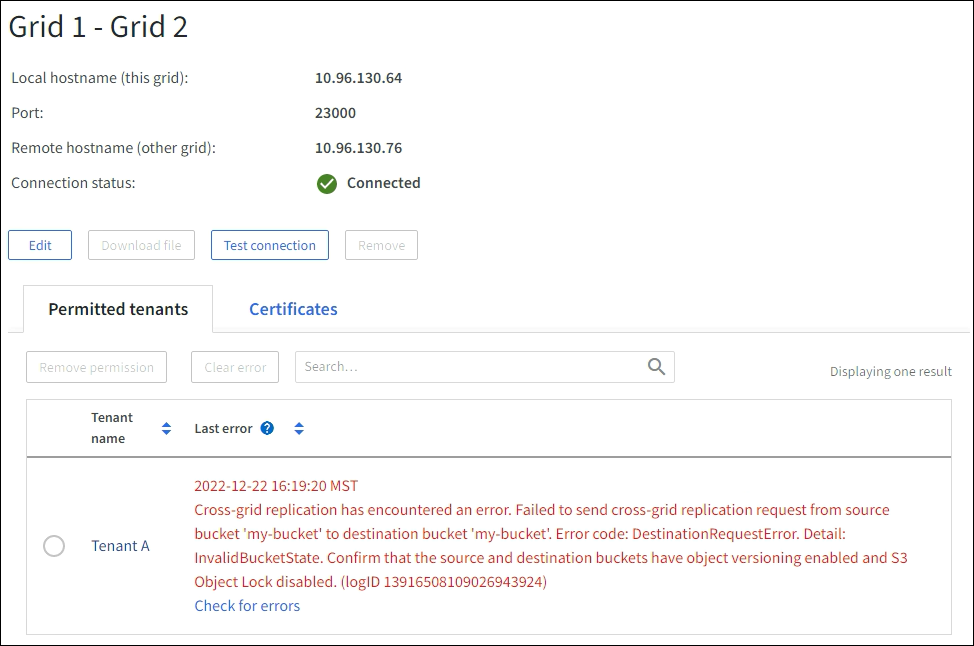 Grid 1 - Grid 2
Local hostname (this grid): 10.96.130.64
Port: 23000
Remote hostname (other grid): 10.96.130.76
Connection status: Connected
Edit Download file Test connection Remove
Permitted tenants Certificates
Remove permission Clear error Search... Displaying one result
Tenant name Last error ?
2022-12-22 16:19:20 MST
Cross-grid replication has encountered an error. Failed to send cross-grid replication request from source
bucket 'my-bucket' to destination bucket 'my-bucket'. Error code: DestinationRequestError. Detail:
InvalidBucketState. Confirm that the source and destination buckets have object versioning enabled and S3
Tenant A
Object Lock disabled. (logID 13916508109026943924)
Check for errors